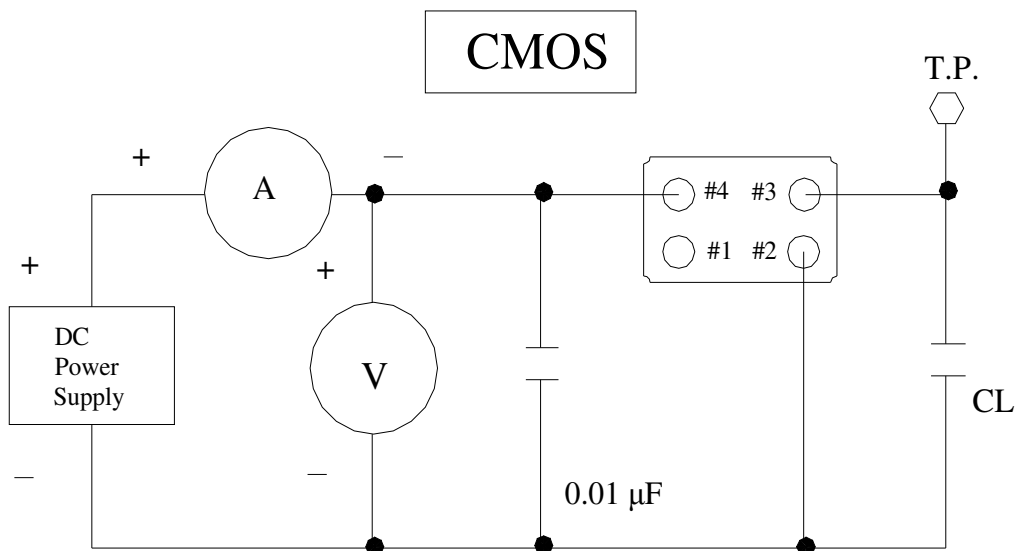 CMOS
T.P.
+
−
A
#4 #3
#1 #2
+
+
DC
Power
Supply
V
CL
−
−
0.01 μF